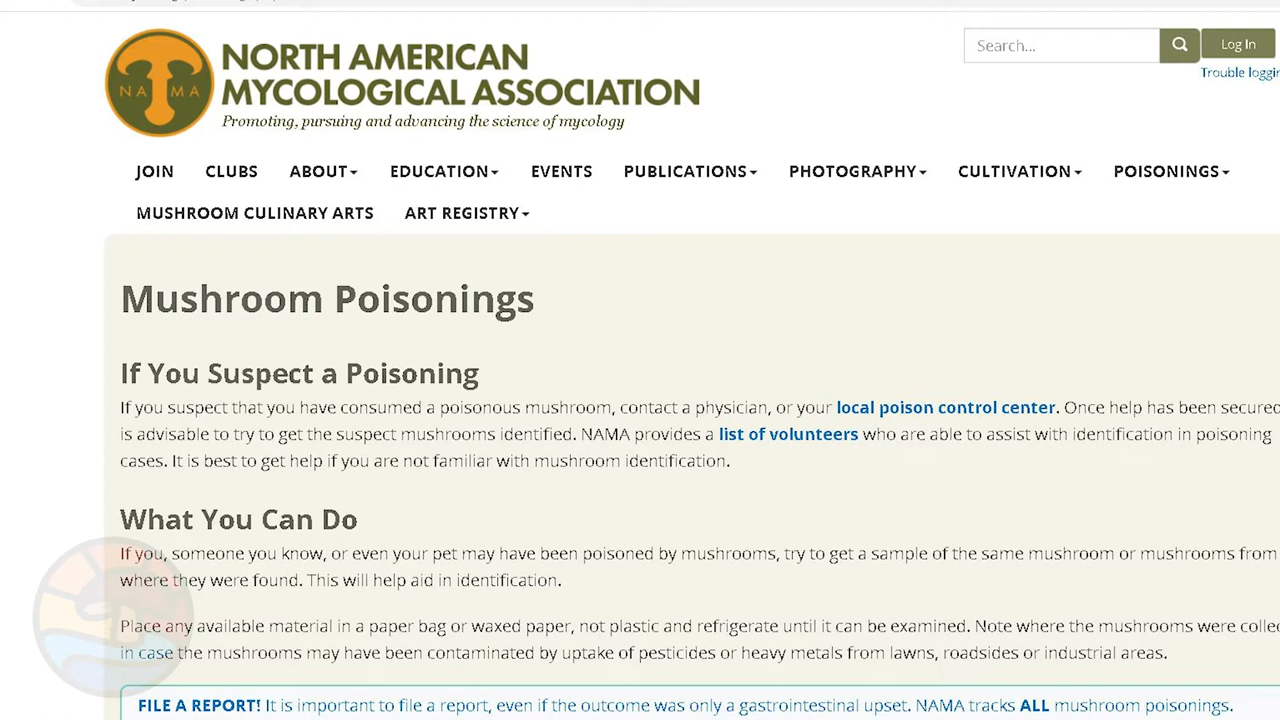 NAMA
NORTH AMERICAN
MYCOLOGICAL ASSOCIATION
Promoting, pursuing and advancing the science of mycology
Search...
Log In
Trouble loggin
JOIN CLUBS ABOUT EDUCATION EVENTS PUBLICATIONS PHOTOGRAPHY CULTIVATION POISONINGS
MUSHROOM CULINARY ARTS ART REGISTRY
Mushroom Poisonings
If You Suspect a Poisoning
If you suspect that you have consumed a poisonous mushroom, contact a physician, or your local poison control center. Once help has been secured
is advisable to try to get the suspect mushrooms identified. NAMA provides a list of volunteers who are able to assist with identification in poisoning
cases. It is best to get help if you are not familiar with mushroom identification.
What You Can Do
If you, someone you know, or even your pet may have been poisoned by mushrooms, try to get a sample of the same mushroom or mushrooms from
where they were found. This will help aid in identification.
Place any available material in a paper bag or waxed paper, not plastic and refrigerate until it can be examined. Note where the mushrooms were collec
in case the mushrooms may have been contaminated by uptake of pesticides or heavy metals from lawns, roadsides or industrial areas.
FILE A REPORT! It is important to file a report, even if the outcome was only a gastrointestinal upset. NAMA tracks ALL mushroom poisonings.